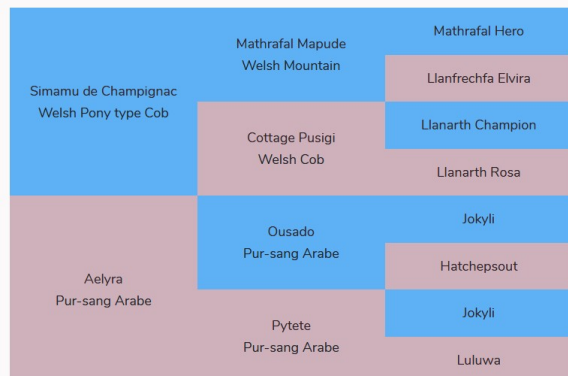 Simamu de Champignac
Welsh Pony type Cob
Mathrafal Mapude
Welsh Mountain
Mathrafal Hero
Llanfrechfa Elvira
Cottage Pusigi
Welsh Cob
Llanarth Champion
Llanarth Rosa
Aelyra
Pur-sang Arabe
Ousado
Pur-sang Arabe
Jokyli
Hatchepsout
Pytete
Pur-sang Arabe
Jokyli
Luluwa